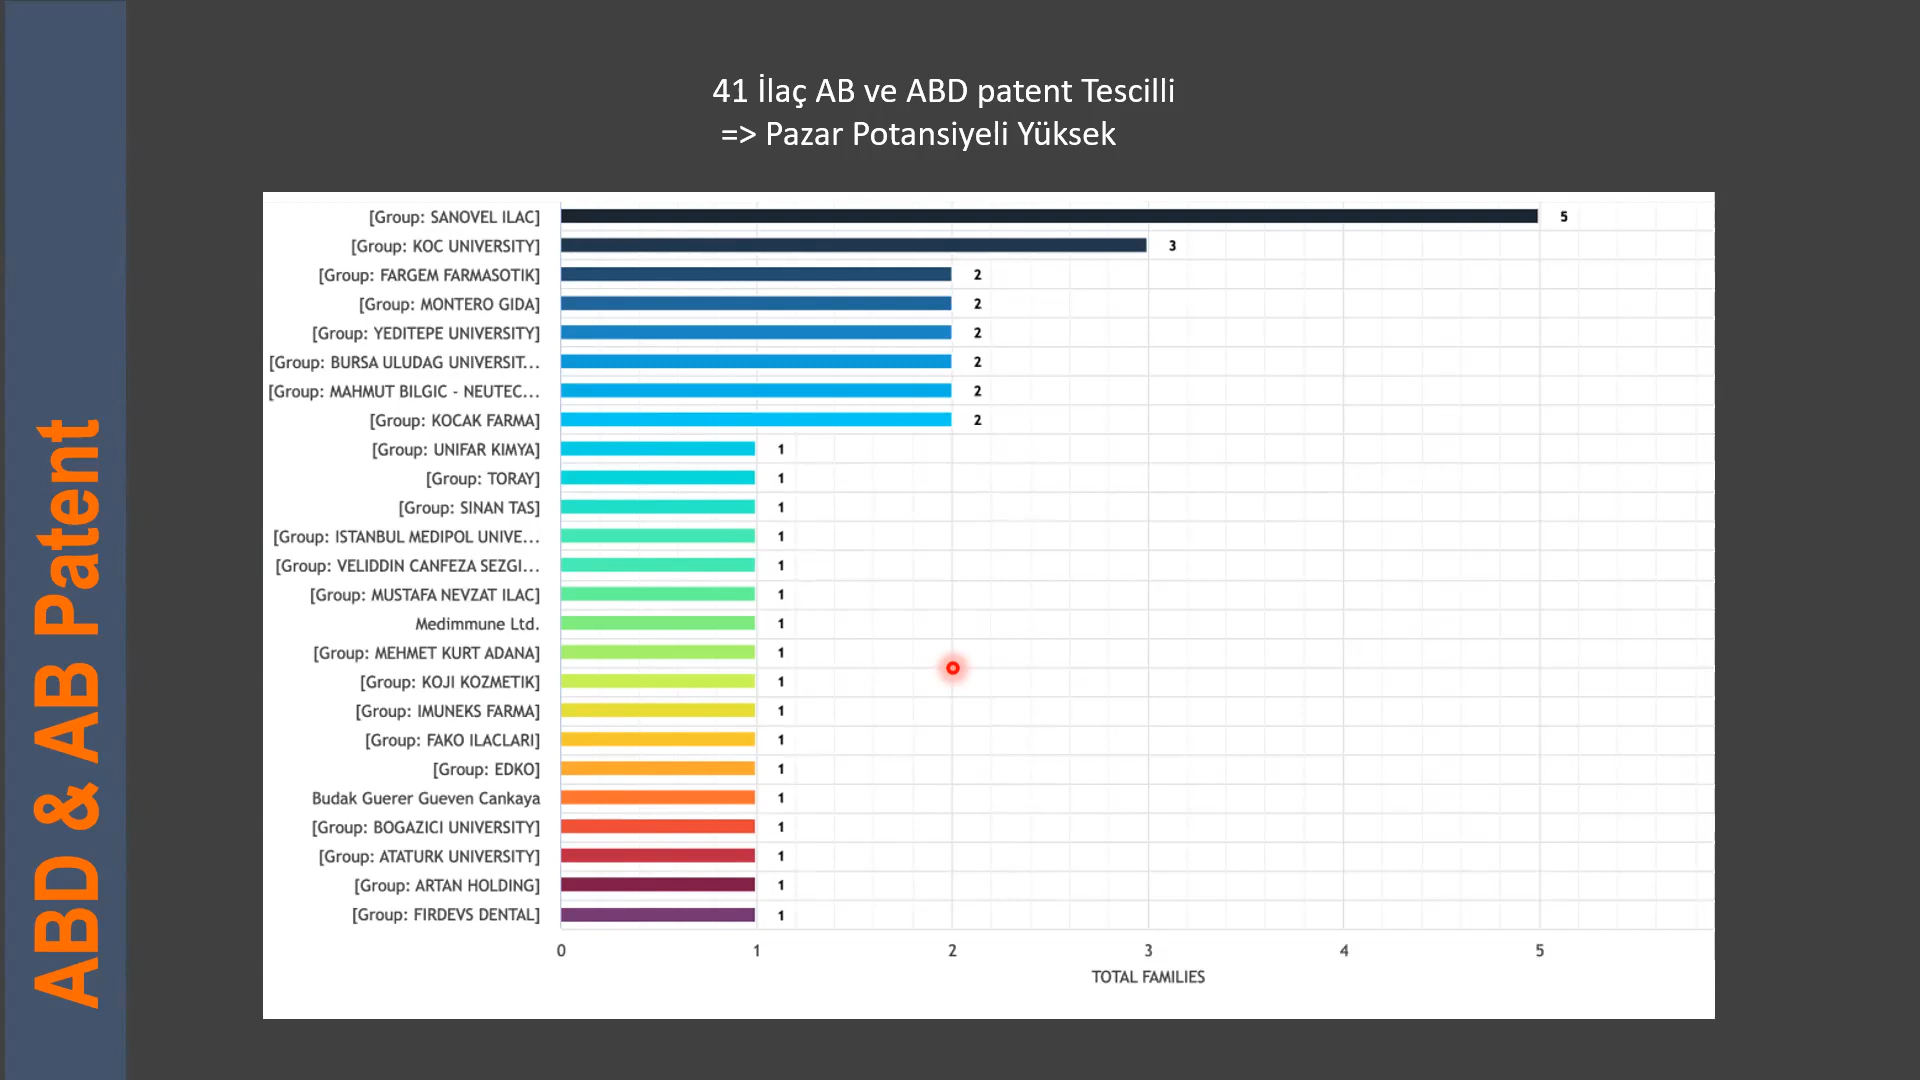 ABD & AB Patent
41 İlaç AB ve ABD patent Tescilli
=> Pazar Potansiyeli Yüksek
[Group: SANOVEL ILAC] 5
[Group: KOC UNIVERSITY] 3
[Group: FARGEM FARMASOTIK] 2
[Group: MONTERO GIDA] 2
[Group: YEDITEPE UNIVERSITY] 2
[Group: BURSA ULUDAG UNIVERSIT... 2
[Group: MAHMUT BILGIC - NEUTEC... 2
[Group: KOCAK FARMA] 2
[Group: UNIFAR KIMYA] 1
[Group: TORAY] 1
[Group: SINAN TAS] 1
[Group: ISTANBUL MEDIPOL UNIVE... 1
[Group: VELIDDIN CANFEZA SEZGI... 1
[Group: MUSTAFA NEVZAT ILAC] 1
Medimmune Ltd. 1
[Group: MEHMET KURT ADANA] 1
[Group: KOJI KOZMETIK] 1
[Group: IMUNEKS FARMA] 1
[Group: FAKO ILACLARI] 1
[Group: EDKO] 1
Budak Guerer Gueven Cankaya 1
[Group: BOGAZICI UNIVERSITY] 1
[Group: ATATURK UNIVERSITY] 1
[Group: ARTAN HOLDING] 1
[Group: FIRDEVS DENTAL] 1
0 1 2 3 4 5
TOTAL FAMILIES